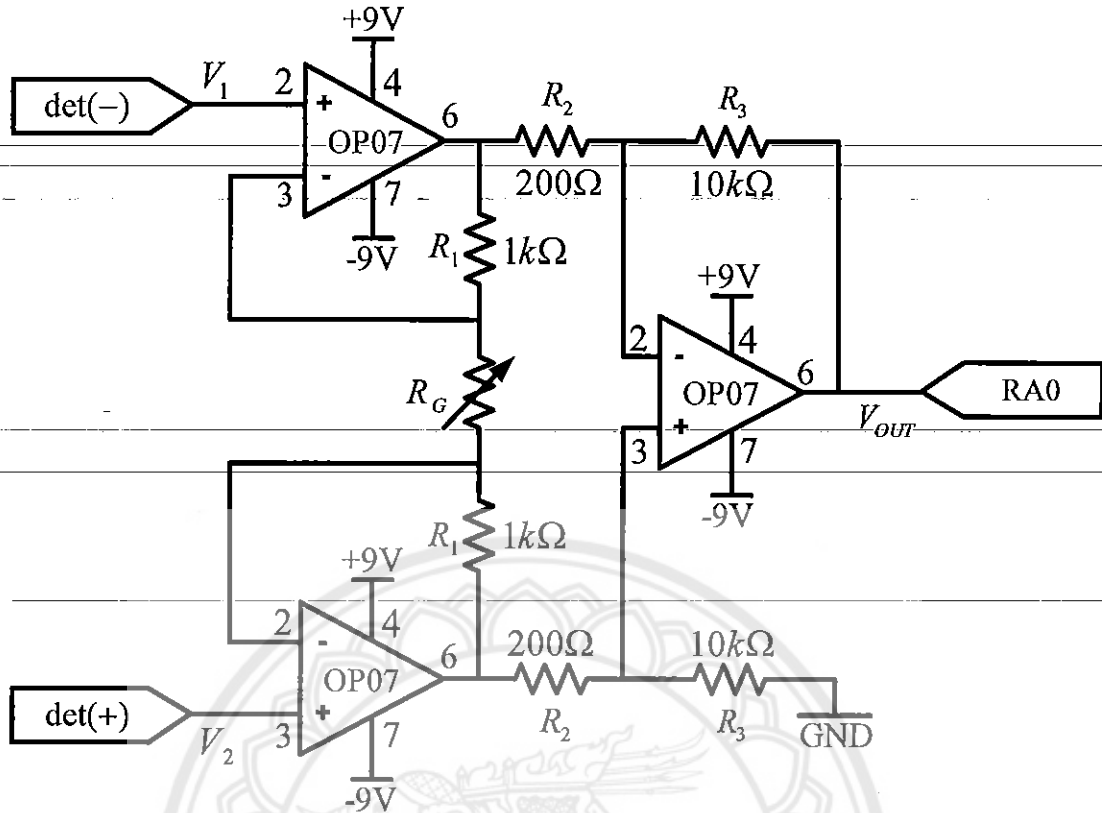 +9V
det(−)
V1
2
+
4
OP07
6
3
-
7
-9V
R2
200Ω
R3
10kΩ
R1
1kΩ
RG
+9V
2
-
4
OP07
6
3
+
7
-9V
VOUT
RA0
R1
1kΩ
+9V
2
-
4
OP07
6
3
+
7
-9V
det(+)
V2
200Ω
R2
10kΩ
R3
GND